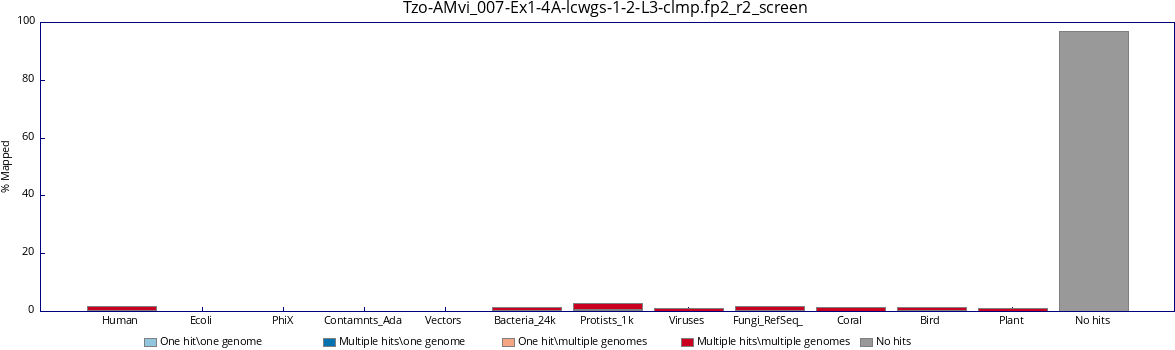 Tzo-AMvi_007-Ex1-4A-lcwgs-1-2-L3-clmp.fp2_r2_screen
100
80
60
40
20
0
% Mapped
Human Ecoli PhiX Contamnts_Ada Vectors Bacteria_24k Protists_1k Viruses Fungi_RefSeq_ Coral Bird Plant No hits
One hit\one genome Multiple hits\one genome One hit\multiple genomes Multiple hits\multiple genomes No hits